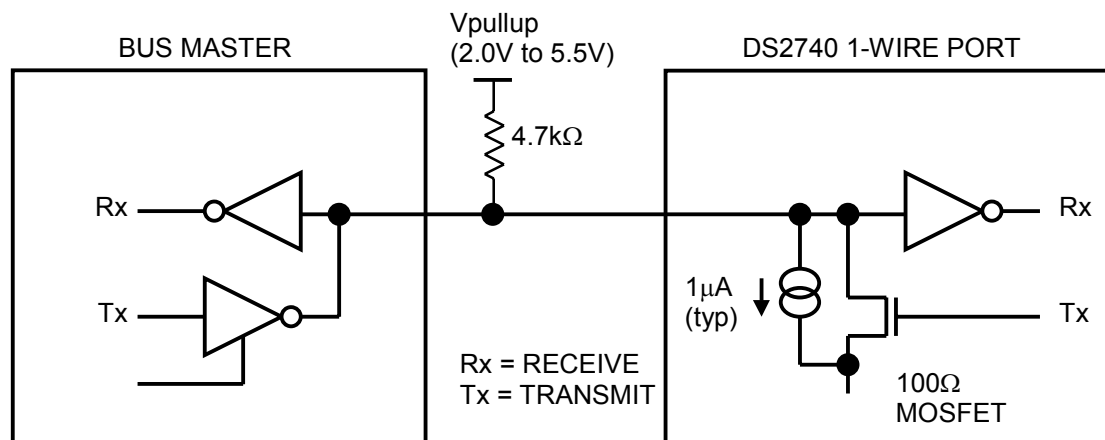 Vpullup
(2.0V to 5.5V)
BUS MASTER
DS2740 1-WIRE PORT
4.7kΩ
Rx
Rx
Tx
1μA
(typ)
Tx
Rx = RECEIVE
Tx = TRANSMIT
100Ω
MOSFET